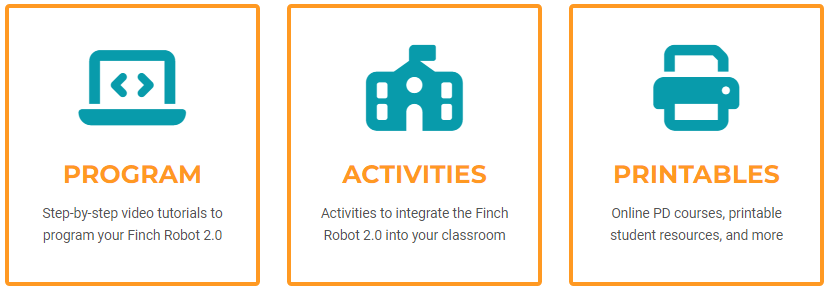 PROGRAM
Step-by-step video tutorials to
program your Finch Robot 2.0
ACTIVITIES
Activities to integrate the Finch
Robot 2.0 into your classroom
PRINTABLES
Online PD courses, printable
student resources, and more